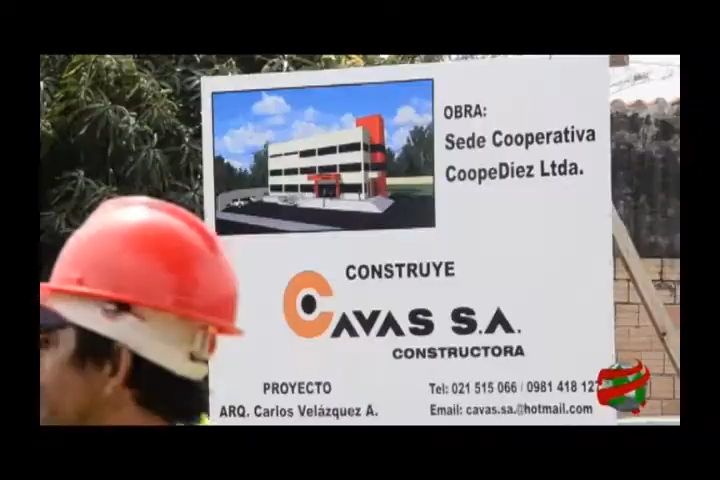 OBRA:
Sede Cooperativa
CoopeDiez Ltda.
CONSTRUYE
CAVAS S.A.
CONSTRUCTORA
PROYECTO
ARQ. Carlos Velázquez A.
Tel: 021 515 066 / 0981 418
Email: cavas.sa.@hotmail.com